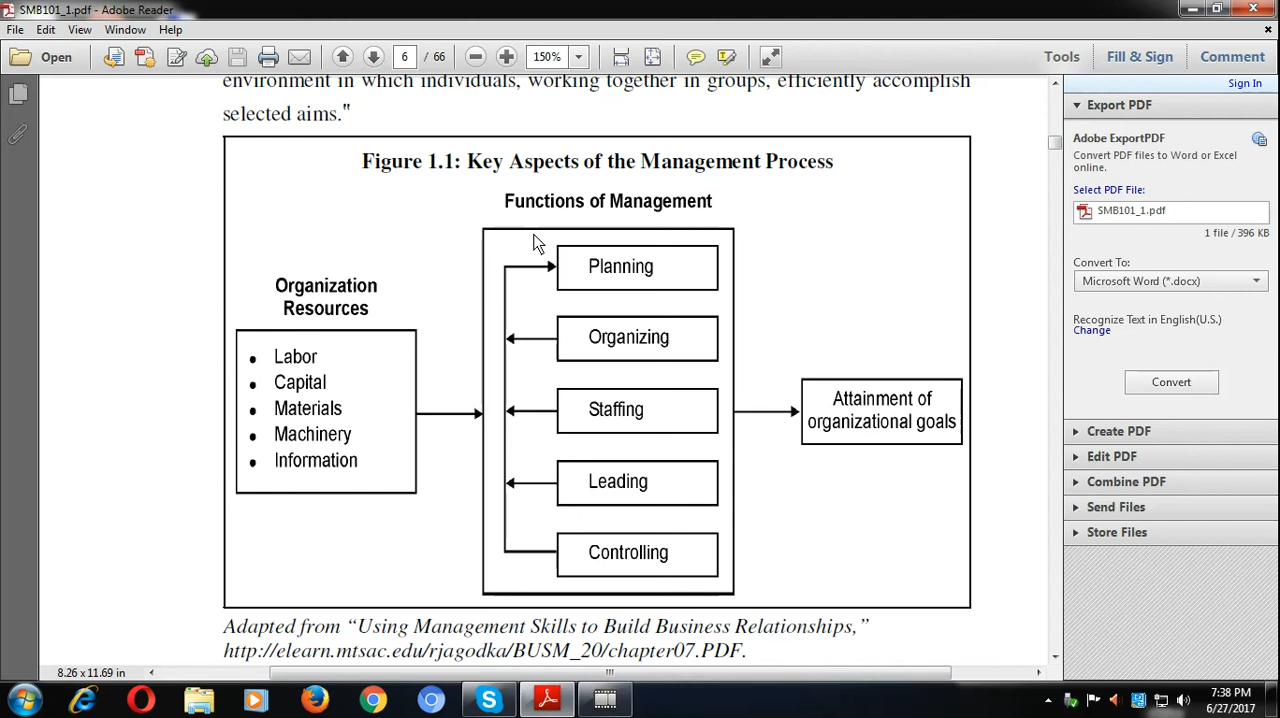 SMB101_1.pdf - Adobe Reader
File Edit View Window Help
Open 6 / 66 150% Tools Fill & Sign Comment
Sign In
environment in which individuals, working together in groups, efficiently accomplish
selected aims."
Figure 1.1: Key Aspects of the Management Process
Functions of Management
Organization
Resources
Labor
Capital
Materials
Machinery
Information
Planning
Organizing
Staffing
Leading
Controlling
Attainment of
organizational goals
Adapted from “Using Management Skills to Build Business Relationships,”
http://elearn.mtsac.edu/rjagodka/BUSM_20/chapter07.PDF.
Export PDF
Adobe ExportPDF
Convert PDF files to Word or Excel
online.
Select PDF File:
SMB101_1.pdf
1 file / 396 KB
Convert To:
Microsoft Word (*.docx)
Recognize Text in English(U.S.)
Change
Convert
Create PDF
Edit PDF
Combine PDF
Send Files
Store Files
8.26 x 11.69 in
7:38 PM
6/27/2017